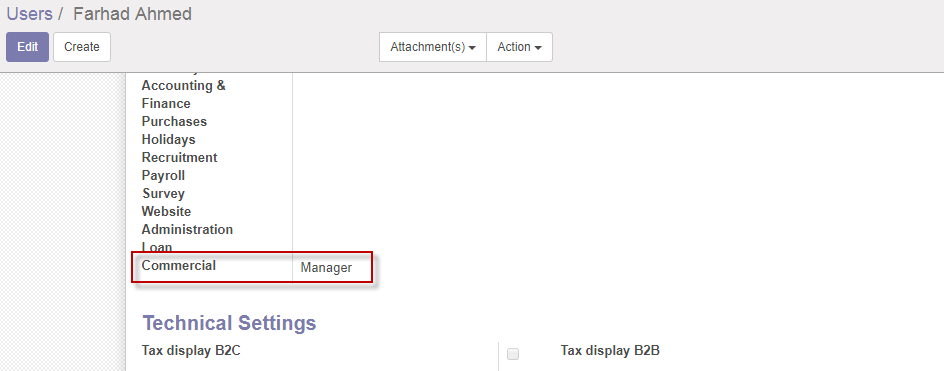 Users / Farhad Ahmed
Edit Create Attachment(s) Action
Accounting &
Finance
Purchases
Holidays
Recruitment
Payroll
Survey
Website
Administration
Loan
Commercial Manager
Technical Settings
Tax display B2C Tax display B2B